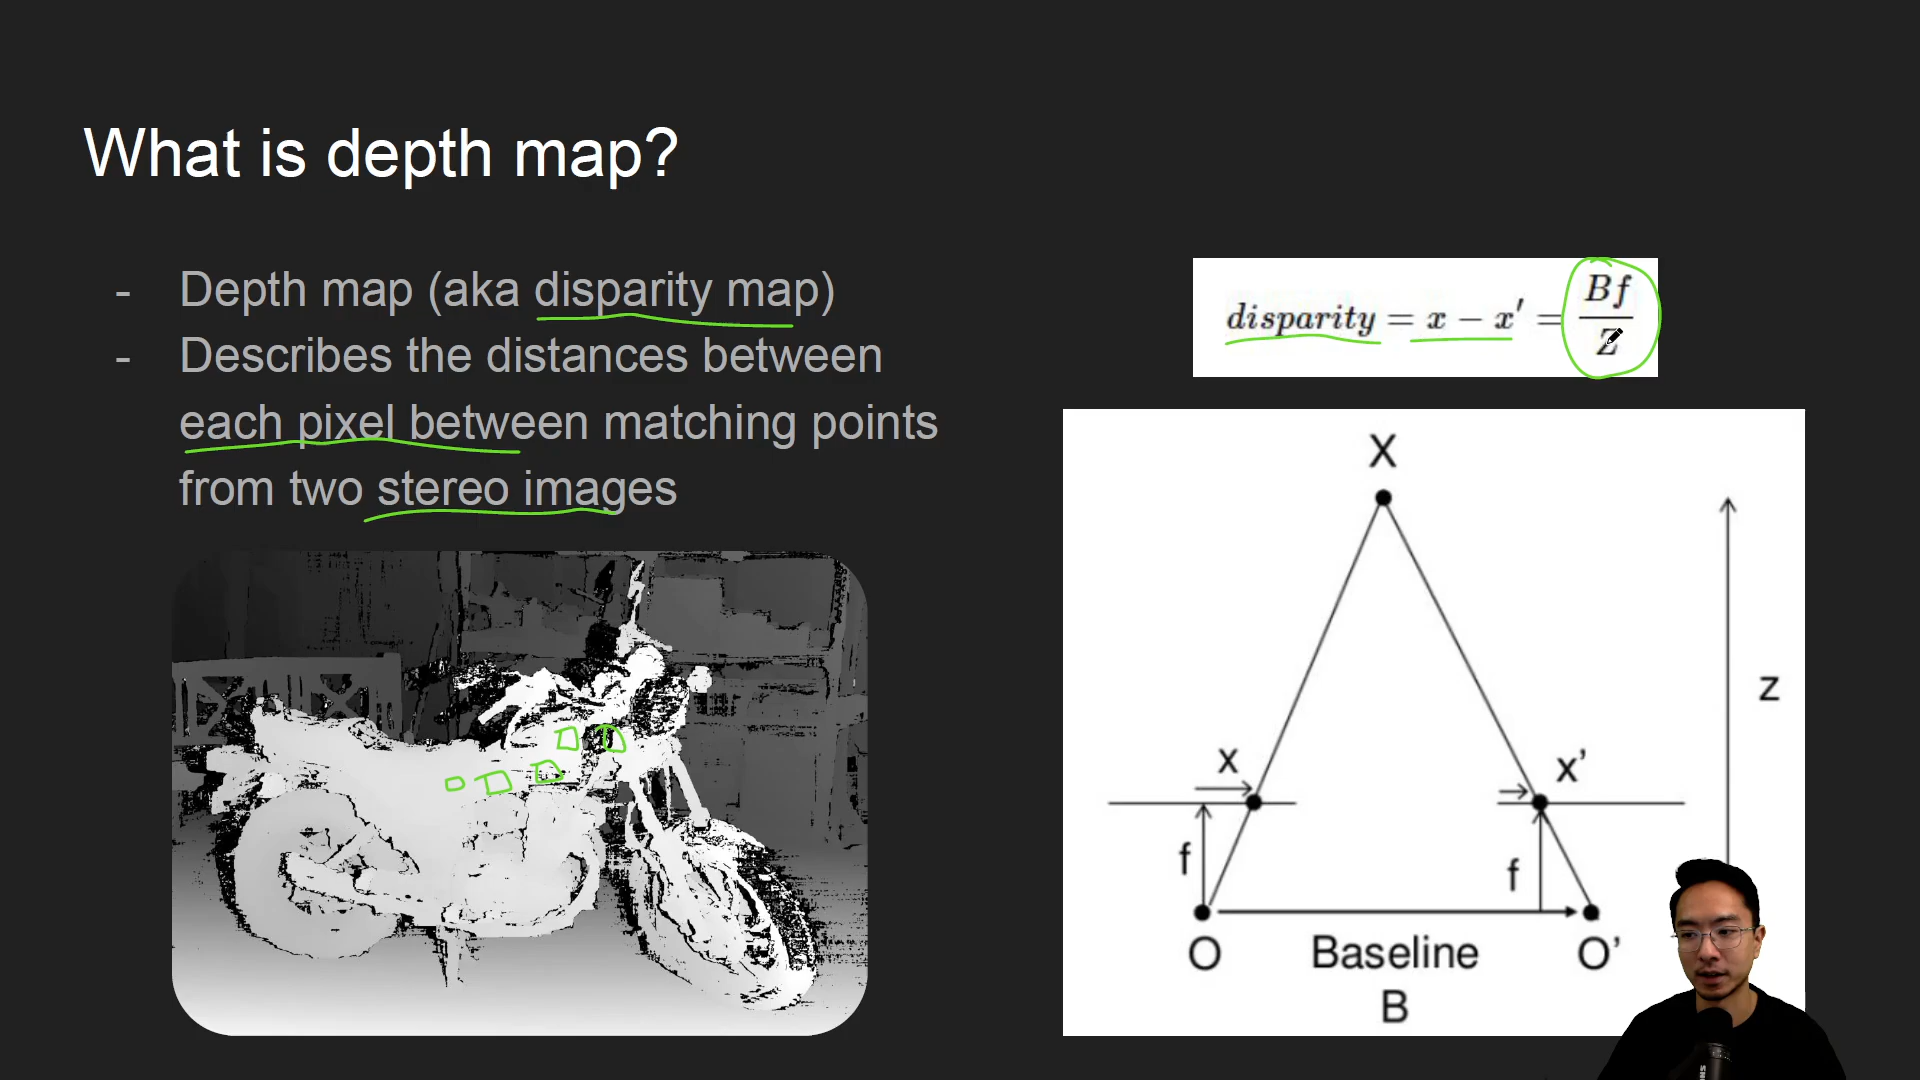 What is depth map?
- Depth map (aka disparity map)
- Describes the distances between
each pixel between matching points
from two stereo images
disparity = x − x′ = Bf / Z
X
z
x
x’
f
f
O
Baseline
O’
B